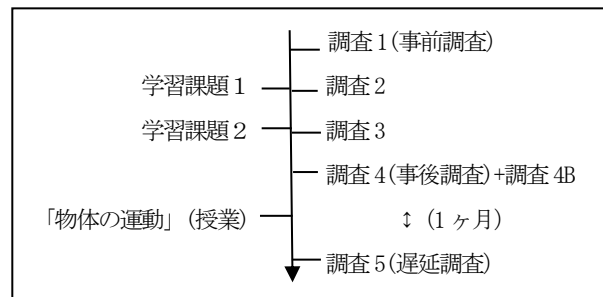 調査1(事前調査)
学習課題1 調査2
学習課題2 調査3
調査4(事後調査)+調査4B
「物体の運動」(授業) ↕ (1ヶ月)
調査5(遅延調査)